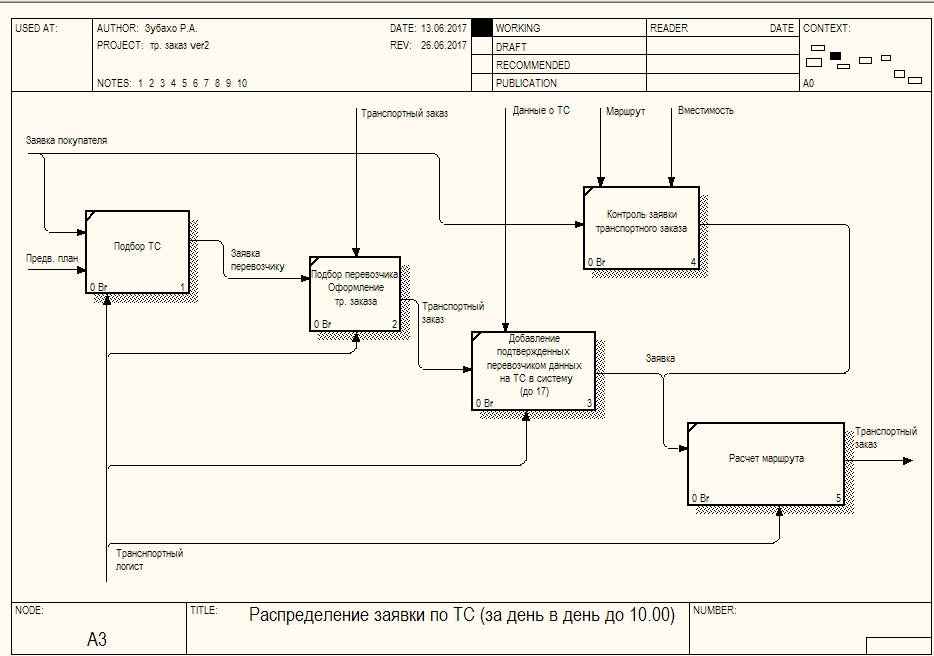 USED AT:
AUTHOR: Зубахо Р.А.
DATE: 13.06.2017
PROJECT: тр. заказ ver2
REV: 26.06.2017
NOTES: 1 2 3 4 5 6 7 8 9 10
WORKING
DRAFT
RECOMMENDED
PUBLICATION
READER
DATE
CONTEXT:
A0
Транспортный заказ
Данные о ТС
Маршрут
Вместимость
Заявка покупателя
Предв. план
Подбор ТС
0 Br
1
Заявка
перевозчику
Подбор перевозчика
Оформление
тр. заказа
0 Br
2
Контроль заявки
транспортного заказа
0 Br
4
Транспортный
заказ
Добавление
подтвержденных
перевозчиком данных
на ТС в систему
(до 17)
0 Br
3
Заявка
Расчет маршрута
0 Br
5
Транспортный
заказ
Транснпортный
логист
NODE:
A3
TITLE:
Распределение заявки по ТС (за день в день до 10.00)
NUMBER: